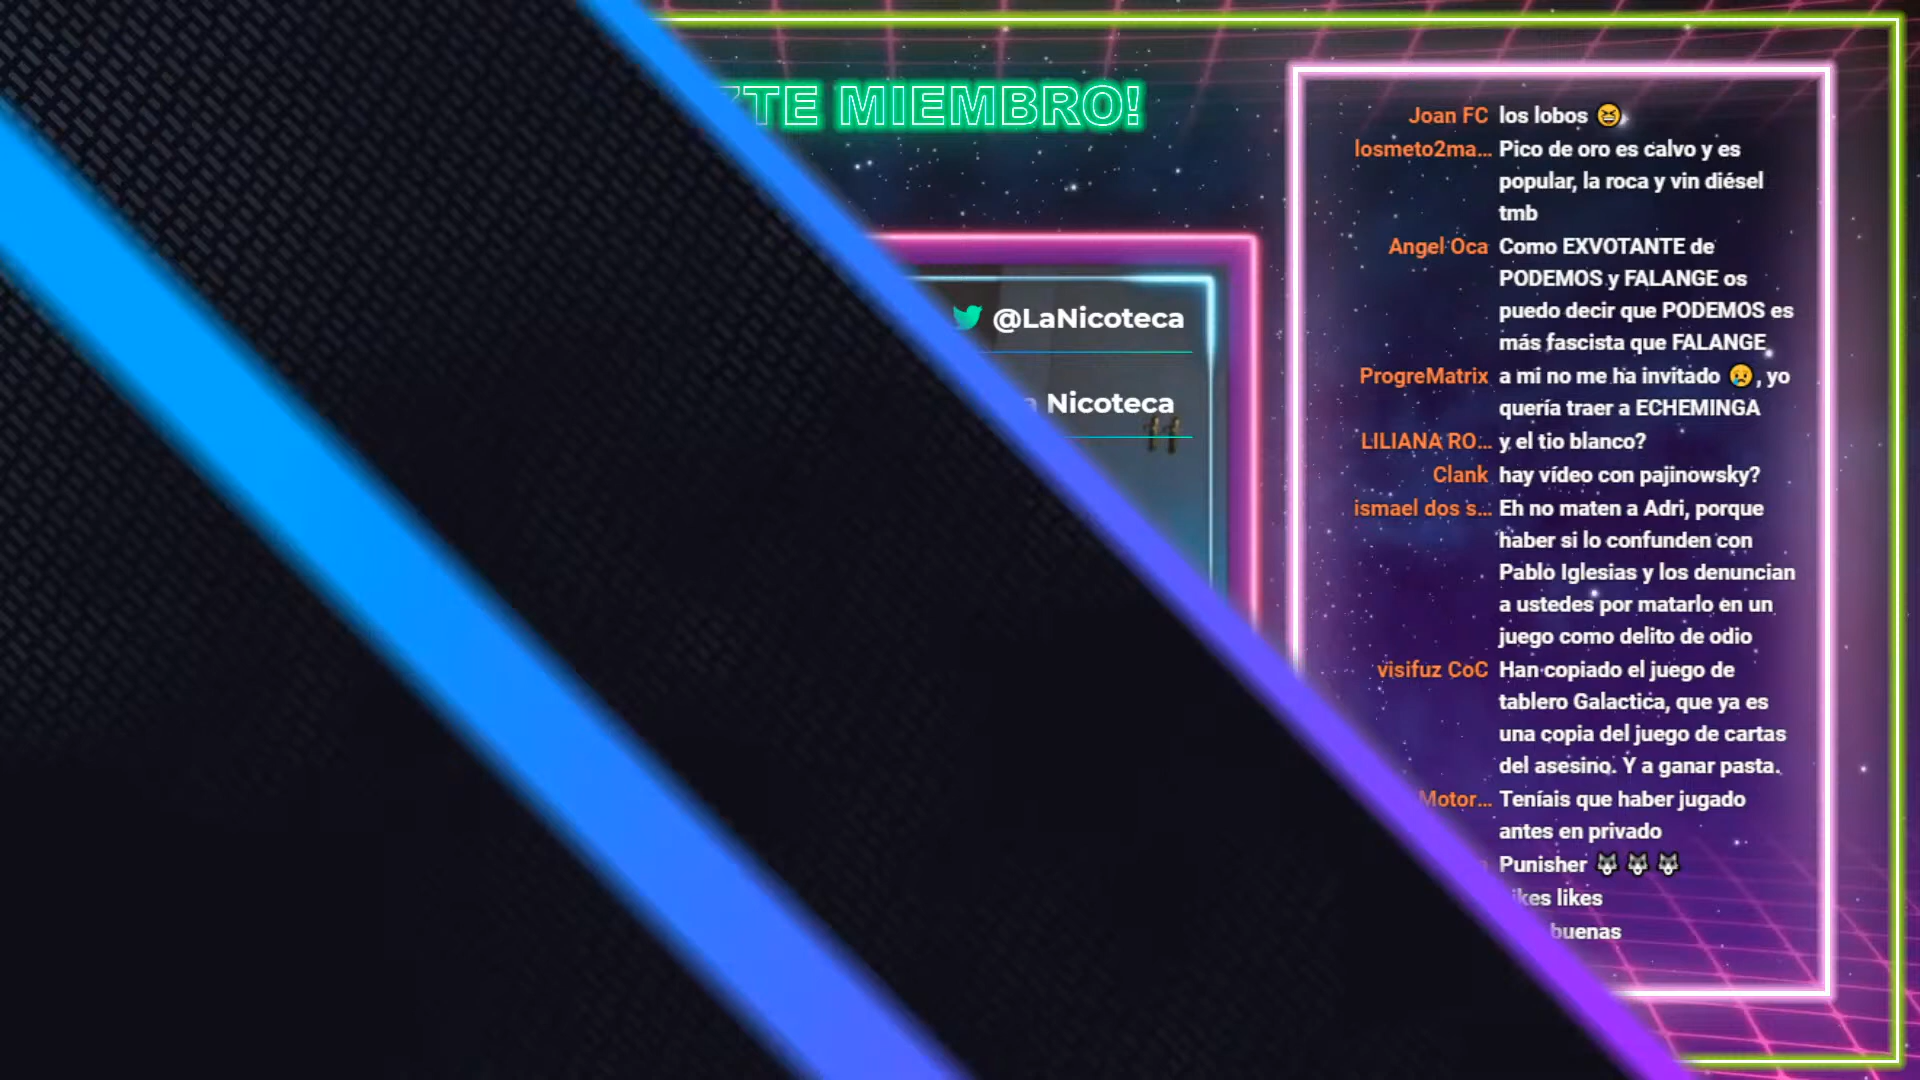 TE MIEMBRO!
@LaNicoteca
Nicoteca
Joan FC los lobos 😆
losmeto2ma... Pico de oro es calvo y es
popular, la roca y vin diésel
tmb
Angel Oca Como EXVOTANTE de
PODEMOS y FALANGE os
puedo decir que PODEMOS es
más fascista que FALANGE
ProgreMatrix a mi no me ha invitado 😢, yo
quería traer a ECHEMINGA
LILIANA RO... y el tio blanco?
Clank hay vídeo con pajinowsky?
ismael dos s... Eh no maten a Adri, porque
haber si lo confunden con
Pablo Iglesias y los denuncian
a ustedes por matarlo en un
juego como delito de odio
visifuz CoC Han copiado el juego de
tablero Galactica, que ya es
una copia del juego de cartas
del asesino. Y a ganar pasta.
Motor... Teníais que haber jugado
antes en privado
Punisher 🐺 🐺 🐺
likes likes
buenas